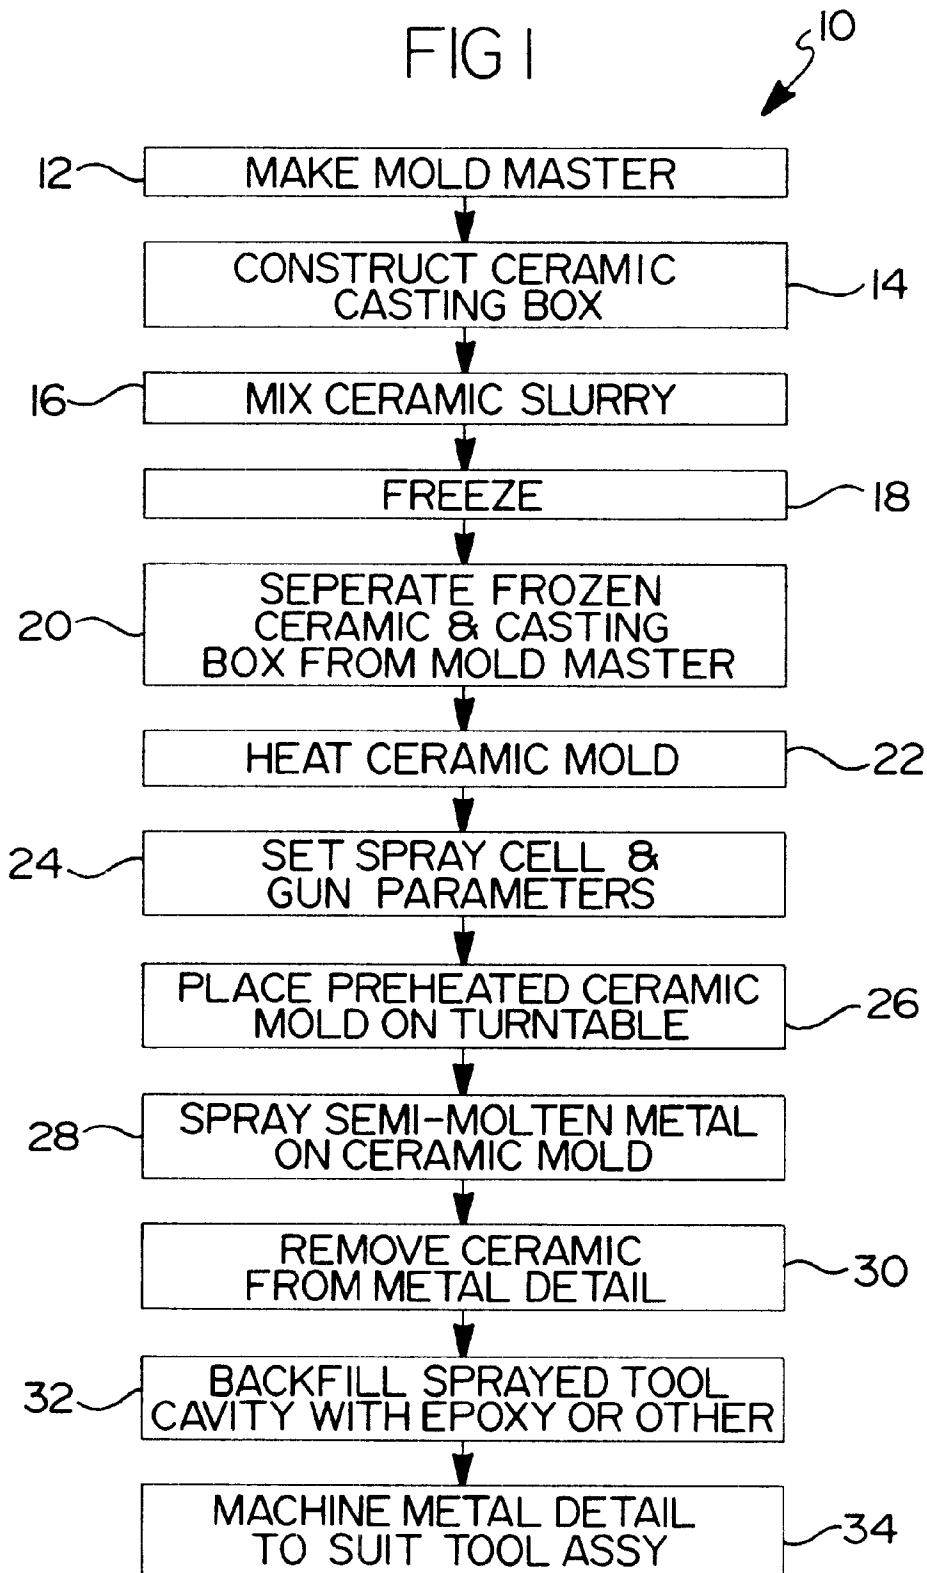 FIG 1
10
12
MAKE MOLD MASTER
CONSTRUCT CERAMIC
CASTING BOX
14
16
MIX CERAMIC SLURRY
FREEZE
18
20
SEPERATE FROZEN
CERAMIC & CASTING
BOX FROM MOLD MASTER
HEAT CERAMIC MOLD
22
24
SET SPRAY CELL &
GUN PARAMETERS
PLACE PREHEATED CERAMIC
MOLD ON TURNTABLE
26
28
SPRAY SEMI-MOLTEN METAL
ON CERAMIC MOLD
REMOVE CERAMIC
FROM METAL DETAIL
30
32
BACKFILL SPRAYED TOOL
CAVITY WITH EPOXY OR OTHER
MACHINE METAL DETAIL
TO SUIT TOOL ASSY
34